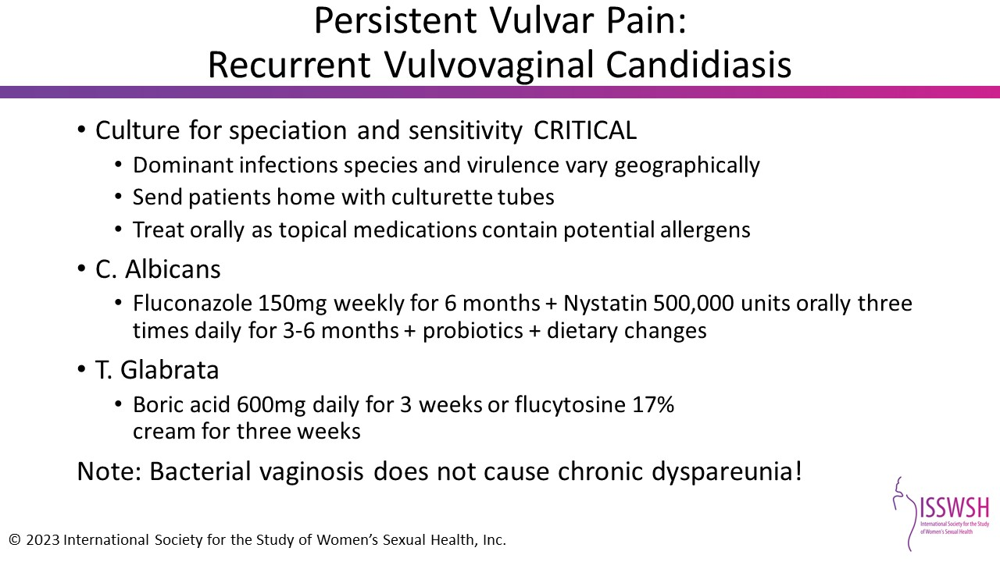 Persistent Vulvar Pain:
Recurrent Vulvovaginal Candidiasis
• Culture for speciation and sensitivity CRITICAL
• Dominant infections species and virulence vary geographically
• Send patients home with culturette tubes
• Treat orally as topical medications contain potential allergens
• C. Albicans
• Fluconazole 150mg weekly for 6 months + Nystatin 500,000 units orally three
times daily for 3-6 months + probiotics + dietary changes
• T. Glabrata
• Boric acid 600mg daily for 3 weeks or flucytosine 17%
cream for three weeks
Note: Bacterial vaginosis does not cause chronic dyspareunia!
ISSWSH
International Society for the Study
of Women's Sexual Health
© 2023 International Society for the Study of Women's Sexual Health, Inc.